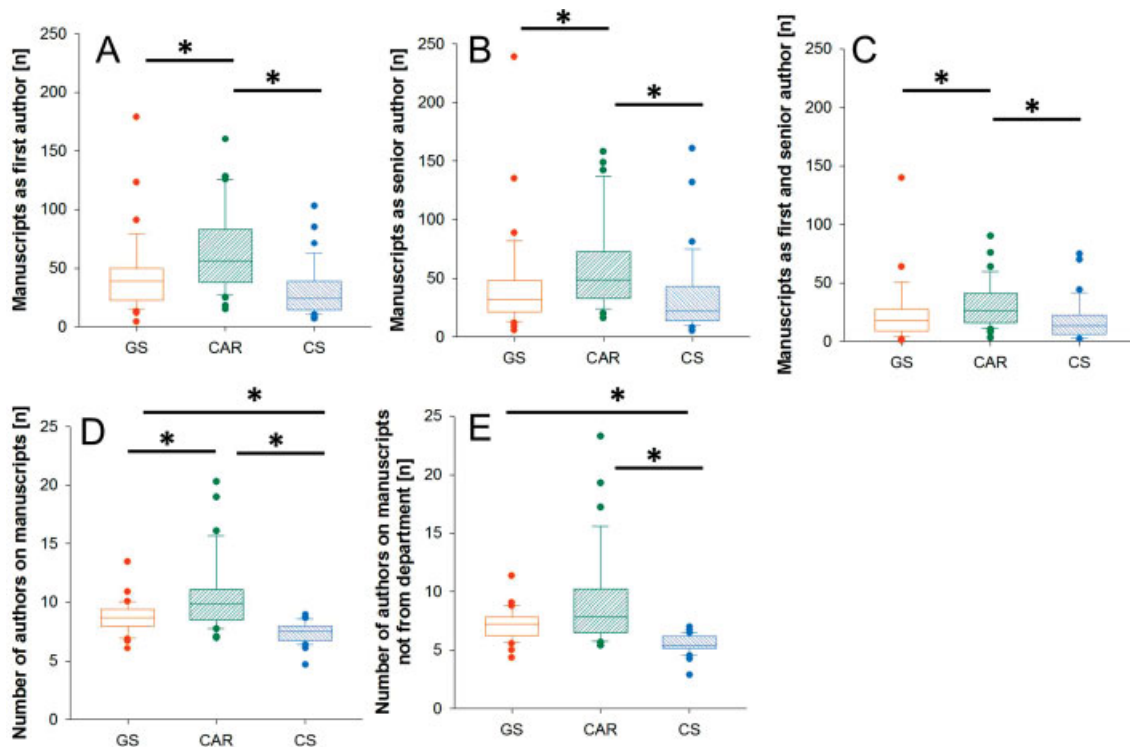 Manuscripts as first author [n]
A
250
200
150
100
50
0
*
*
GS
CAR
CS
Manuscripts as senior author [n]
B
250
200
150
100
50
0
*
*
GS
CAR
CS
Manuscripts as first and senior author [n]
C
250
200
150
100
50
0
*
*
GS
CAR
CS
Number of authors on manuscripts [n]
D
25
20
15
10
5
0
*
*
*
GS
CAR
CS
Number of authors on manuscripts
not from department [n]
E
25
20
15
10
5
0
*
*
GS
CAR
CS